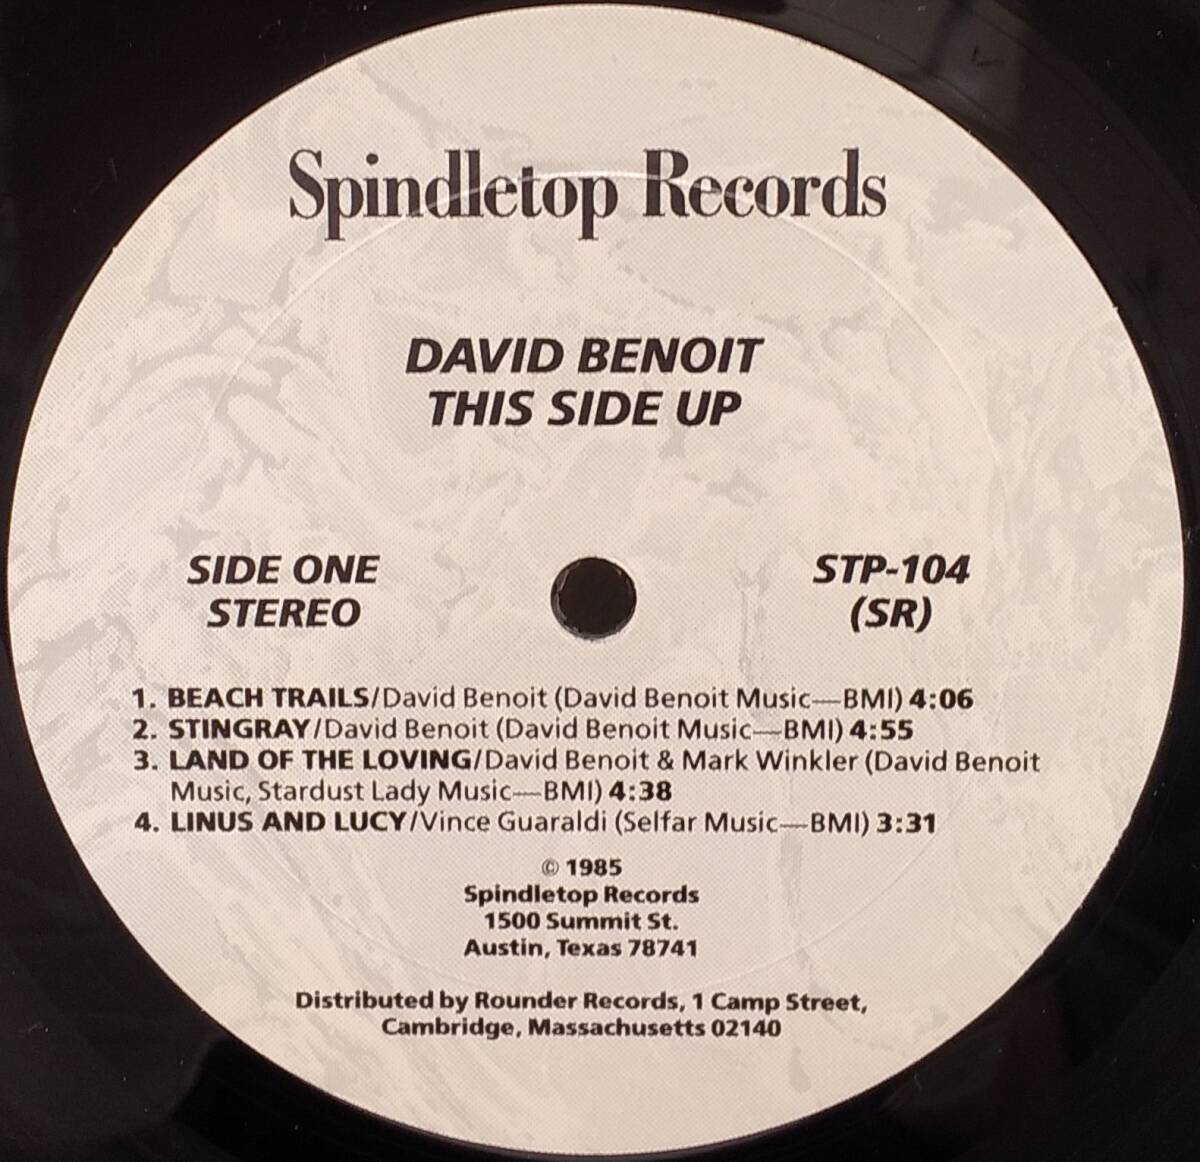 Spindletop Records
DAVID BENOIT
THIS SIDE UP
SIDE ONE
STEREO
STP-104
(SR)
1. BEACH TRAILS/David Benoit (David Benoit Music—BMI) 4:06
2. STINGRAY/David Benoit (David Benoit Music—BMI) 4:55
3. LAND OF THE LOVING/David Benoit & Mark Winkler (David Benoit
Music, Stardust Lady Music—BMI) 4:38
4. LINUS AND LUCY/Vince Guaraldi (Selfar Music—BMI) 3:31
© 1985
Spindletop Records
1500 Summit St.
Austin, Texas 78741
Distributed by Rounder Records, 1 Camp Street,
Cambridge, Massachusetts 02140